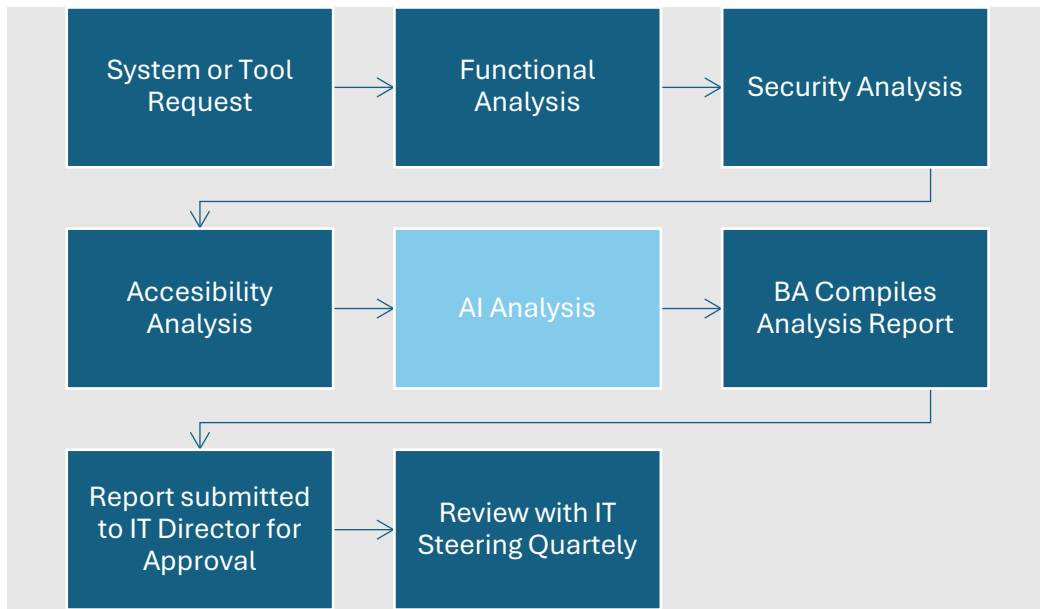 System or Tool
Request
Functional
Analysis
Security Analysis
Accesibility
Analysis
AI Analysis
BA Compiles
Analysis Report
Report submitted
to IT Director for
Approval
Review with IT
Steering Quartely